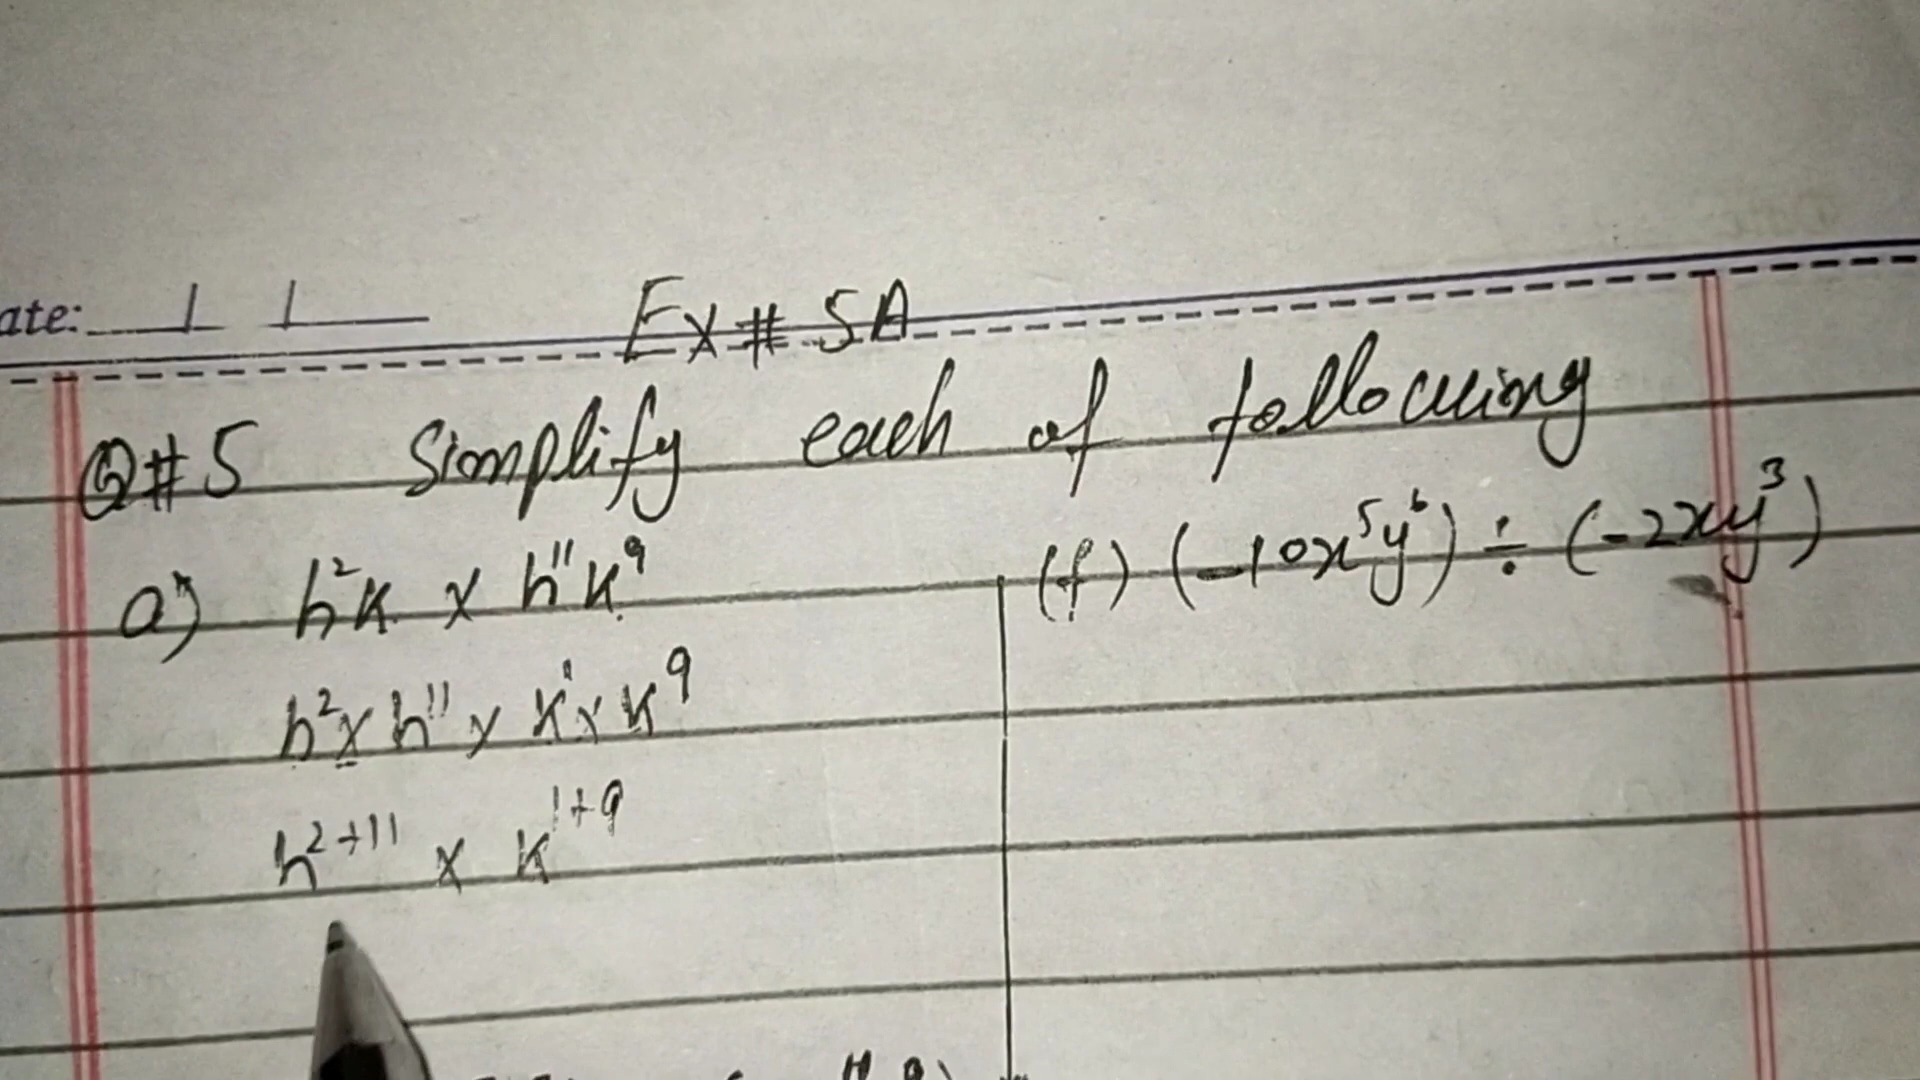 ate:
Ex# 5A
Q#5 Simplify each of following
a) h²k x h¹¹k⁹
h² x h¹¹ x k¹ x k⁹
h²⁺¹¹ x k¹⁺⁹
(f) (-10x⁵y⁶) ÷ (-2xy³)